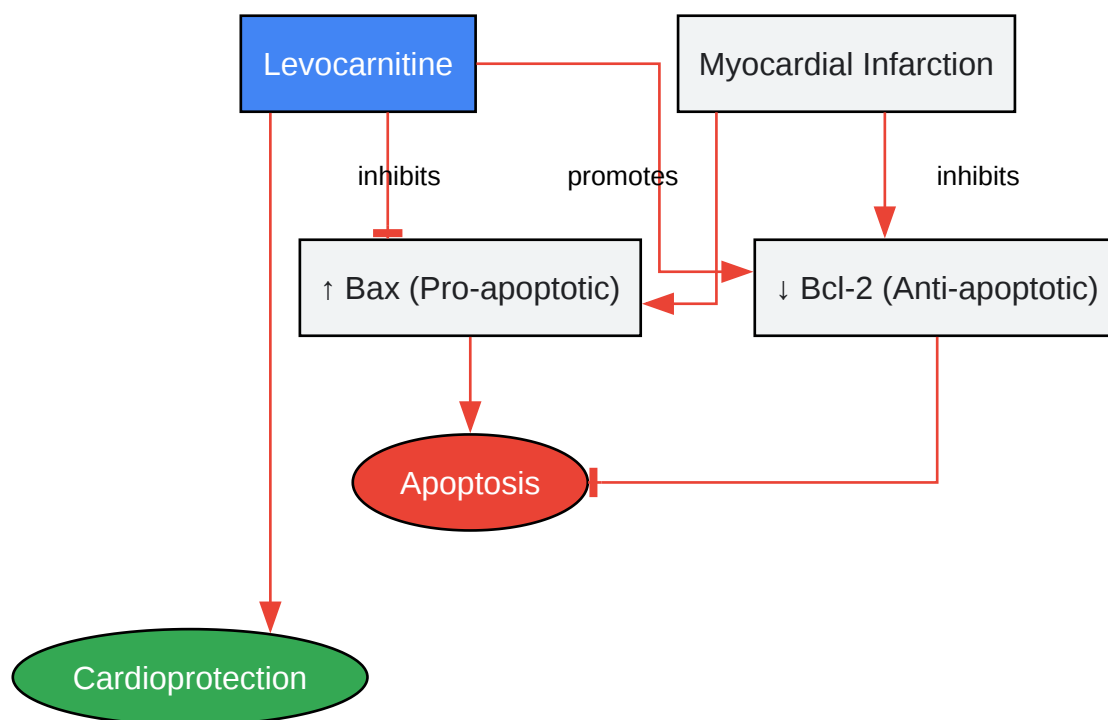 Levocarnitine
Myocardial Infarction
inhibits
promotes
inhibits
↑ Bax (Pro-apoptotic)
↓ Bcl-2 (Anti-apoptotic)
Apoptosis
Cardioprotection